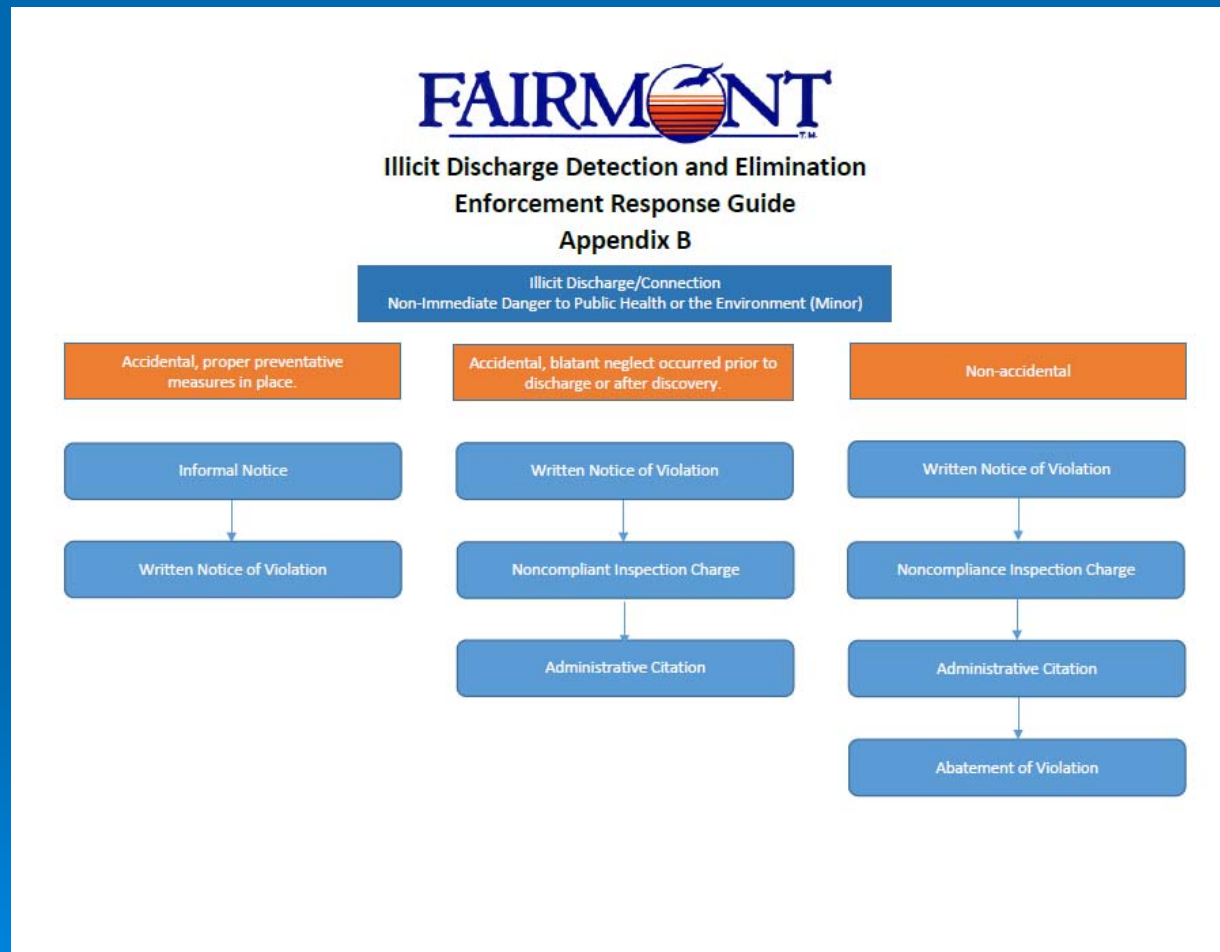 FAIRMONT
T.M.
Illicit Discharge Detection and Elimination
Enforcement Response Guide
Appendix B
Illicit Discharge/Connection
Non-Immediate Danger to Public Health or the Environment (Minor)
Accidental, proper preventative
measures in place.
Informal Notice
Written Notice of Violation
Accidental, blatant neglect occurred prior to
discharge or after discovery.
Written Notice of Violation
Noncompliant Inspection Charge
Administrative Citation
Non-accidental
Written Notice of Violation
Noncompliance Inspection Charge
Administrative Citation
Abatement of Violation